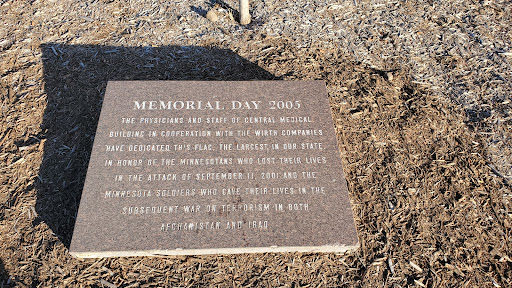 MEMORIAL DAY 2005
THE PHYSICIANS AND STAFF OF CENTRAL MEDICAL
BUILDING IN COOPERATION WITH THE WIRTH COMPANIES
HAVE DEDICATED THIS FLAG, THE LARGEST IN OUR STATE,
IN HONOR OF THE MINNESOTANS WHO LOST THEIR LIVES
IN THE ATTACK OF SEPTEMBER 11, 2001 AND THE
MINNESOTA SOLDIERS WHO GAVE THEIR LIVES IN THE
SUBSEQUENT WAR ON TERRORISM IN BOTH
AFGHANISTAN AND IRAQ